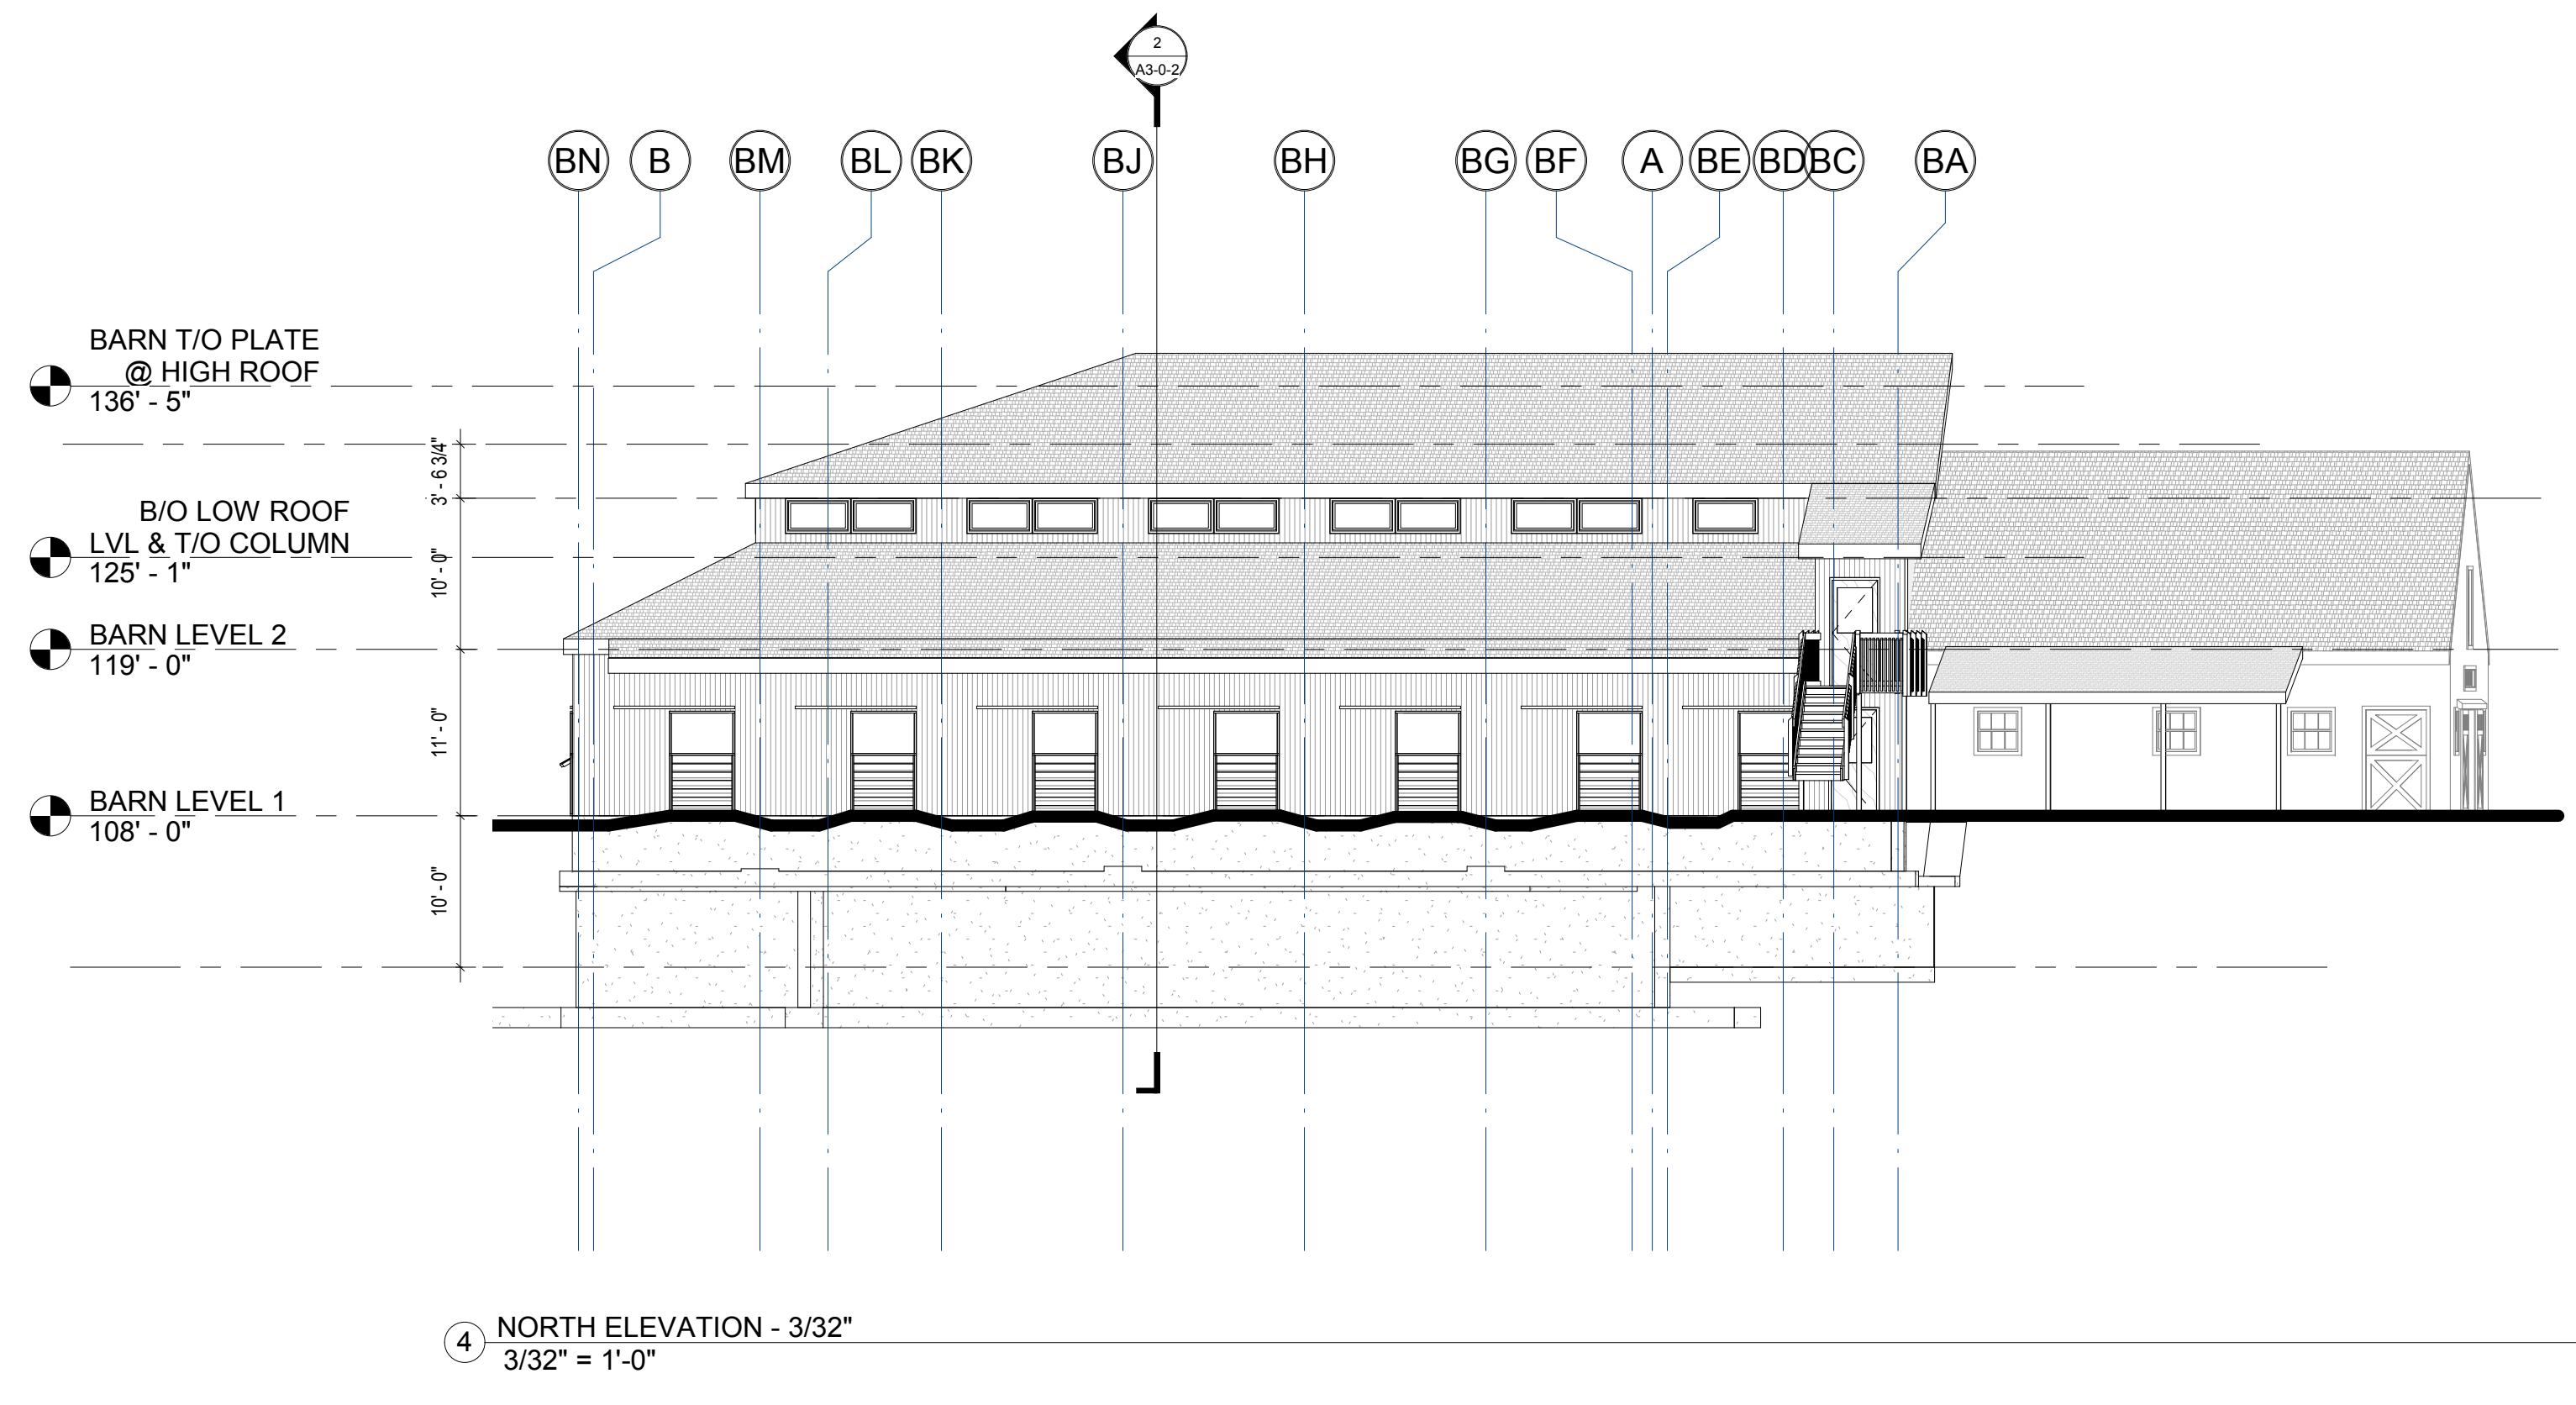 2
A3-0-2
BN
B
BM
BL
BK
BJ
BH
BG
BF
A
BE
BD
BC
BA
BARN T/O PLATE
@ HIGH ROOF
136' - 5"
3' - 6 3/4"
B/O LOW ROOF
LVL & T/O COLUMN
125' - 1"
10' - 0"
BARN LEVEL 2
119' - 0"
11' - 0"
BARN LEVEL 1
108' - 0"
10' - 0"
4
NORTH ELEVATION - 3/32"
3/32" = 1'-0"